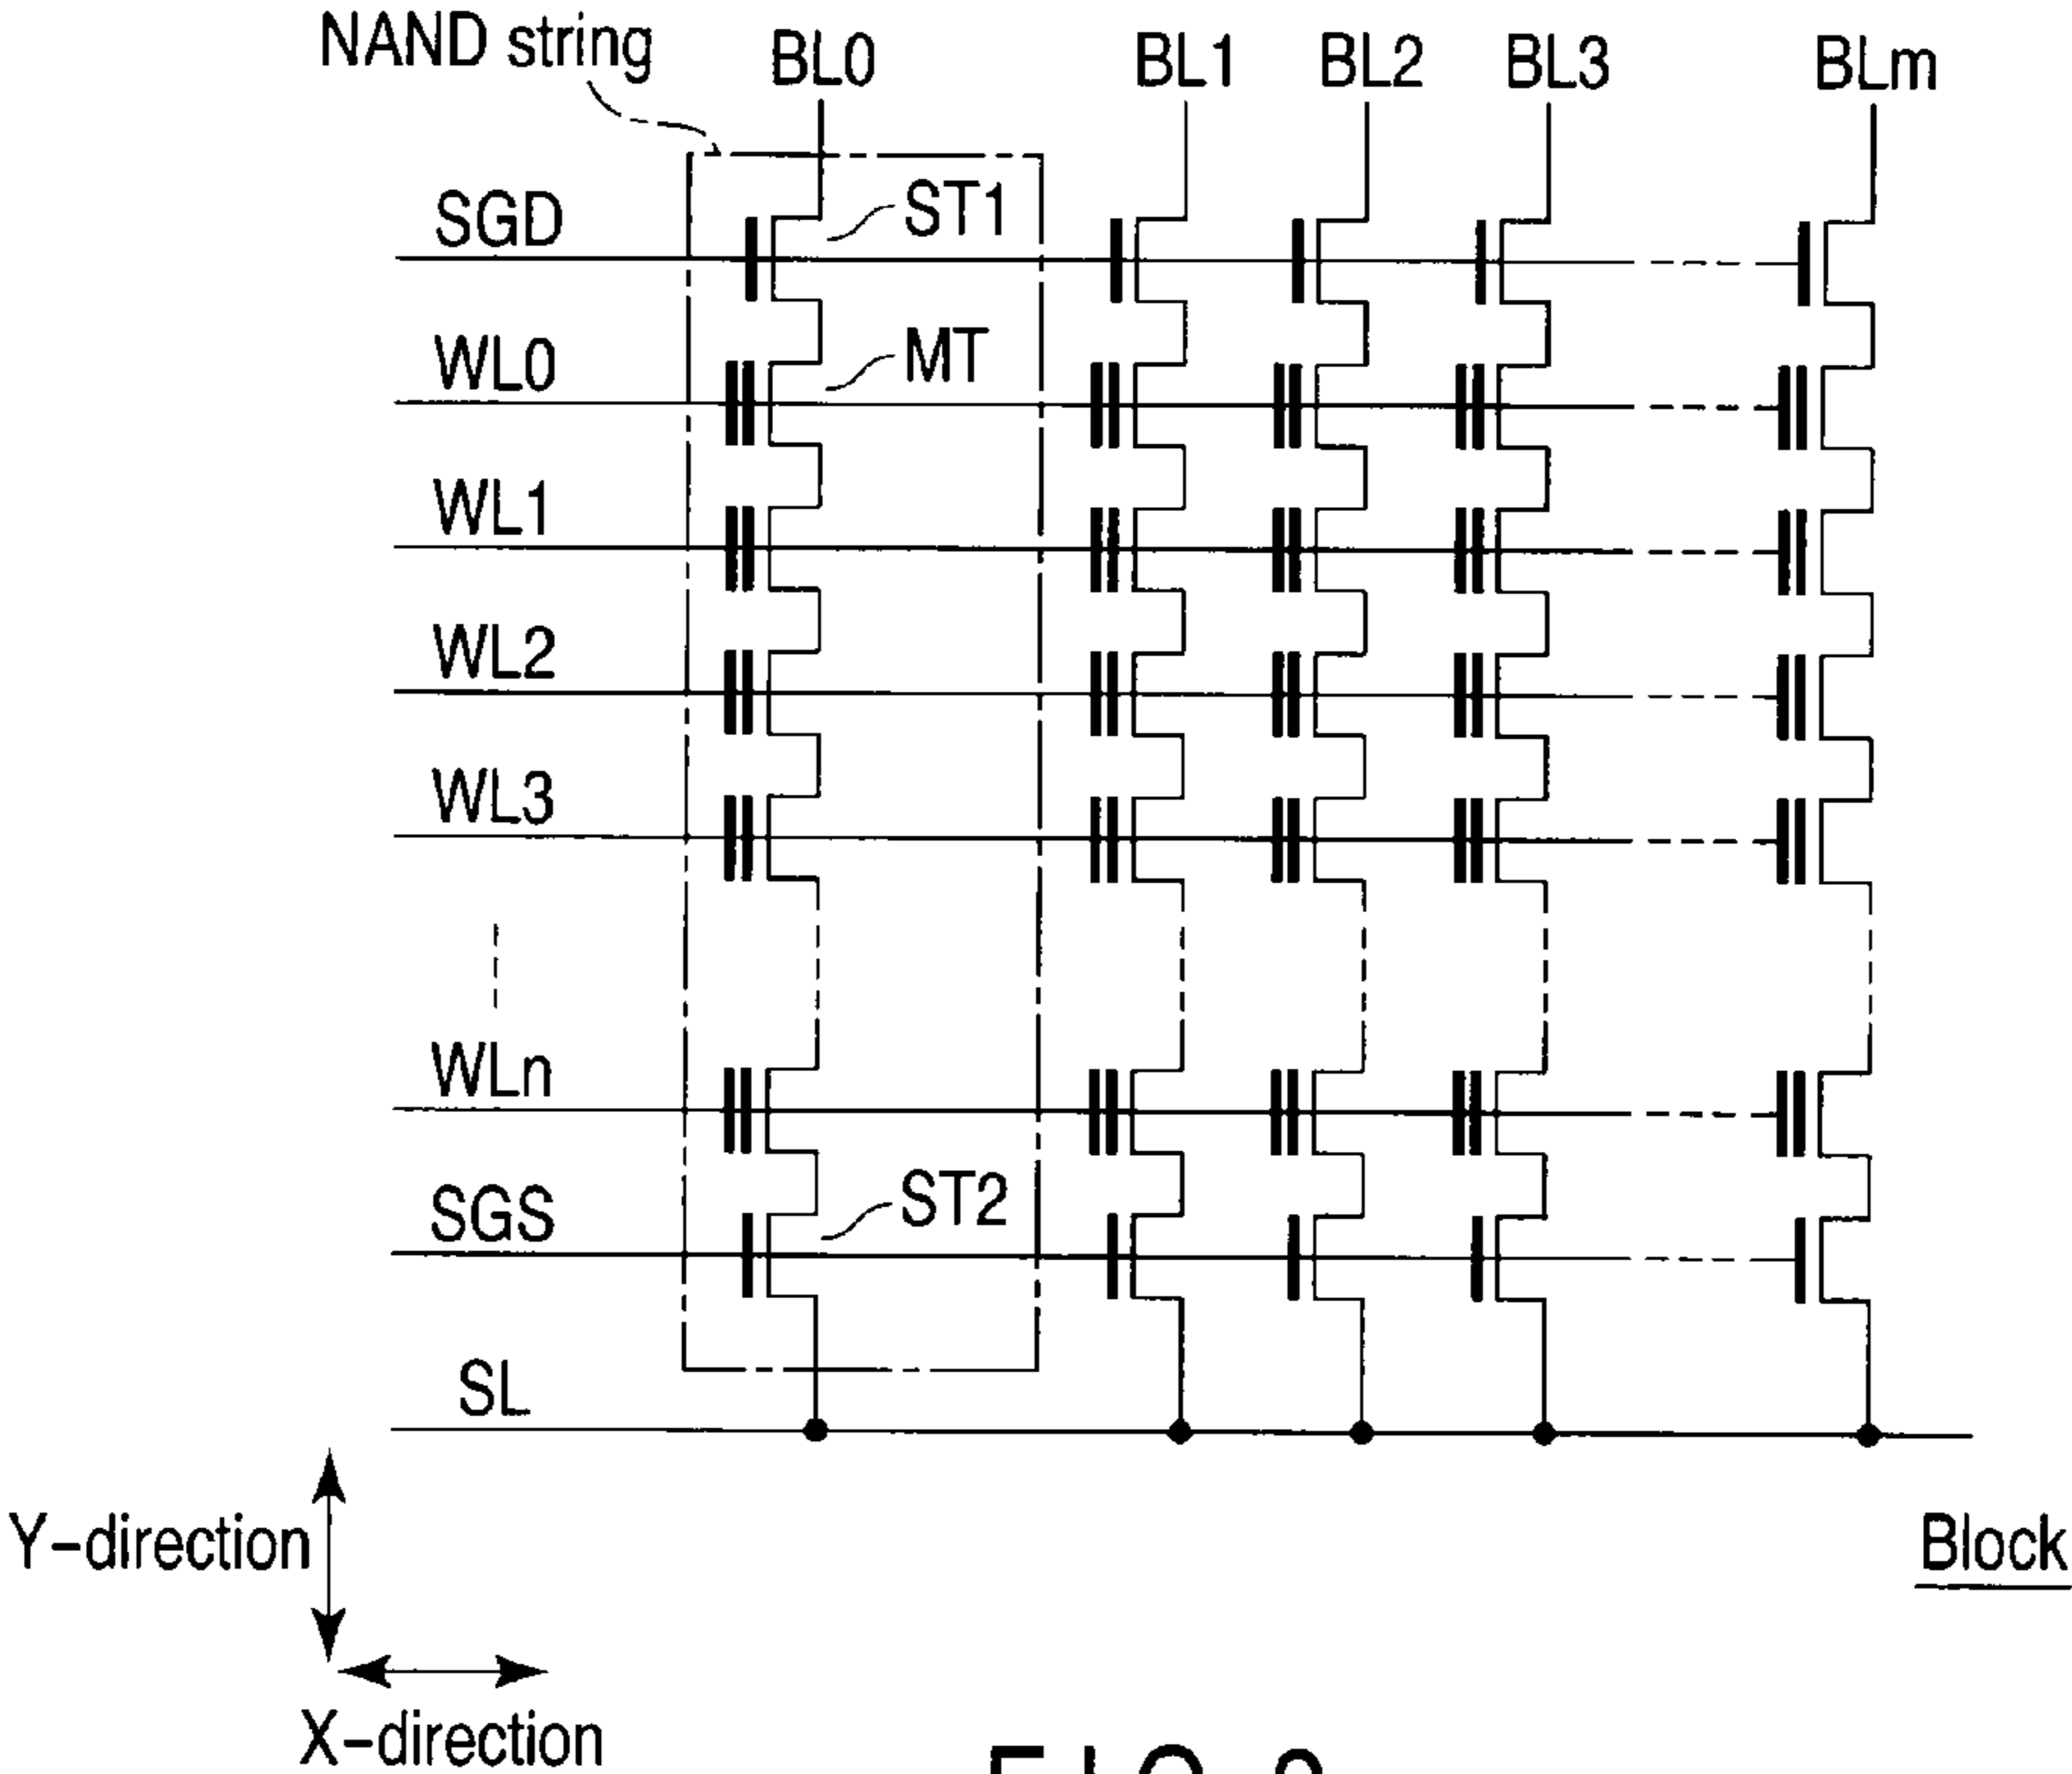 NAND string
BL0 BL1 BL2 BL3 BLm
SGD
ST1
WL0
MT
WL1
WL2
WL3
WLn
SGS
ST2
SL
Y-direction
X-direction
Block